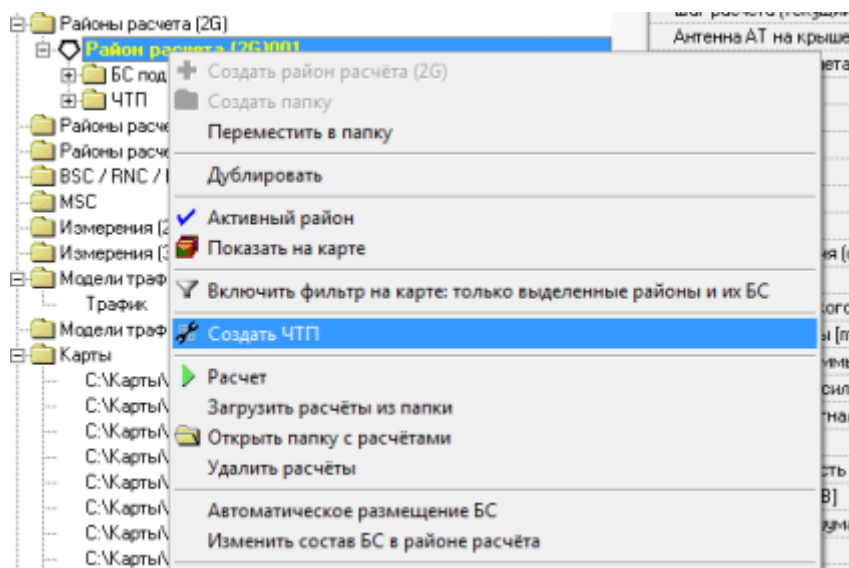 Районы расчета (2G)
Район расчета (2G)001
БС под
ЧТП
Районы расче
Районы расче
BSC / RNC /
MSC
Измерения (2
Измерения (3
Модели траф
Трафик
Модели траф
Карты
C:\Карты\
C:\Карты\
C:\Карты\
C:\Карты\
C:\Карты\
C:\Карты\
C:\Карты\
C:\Карты\
Создать район расчёта (2G)
Создать папку
Переместить в папку
Дублировать
Активный район
Показать на карте
Включить фильтр на карте: только выделенные районы и их БС
Создать ЧТП
Расчет
Загрузить расчёты из папки
Открыть папку с расчётами
Удалить расчёты
Автоматическое размещение БС
Изменить состав БС в районе расчёта
Антенна АТ на крыше